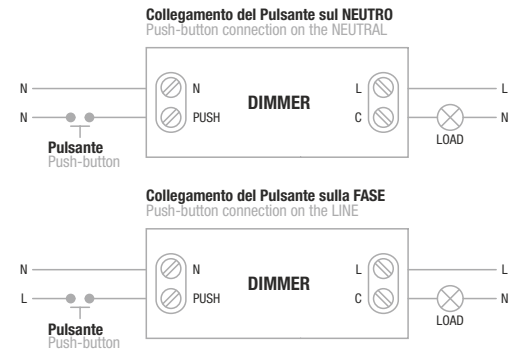 Collegamento del Pulsante sul NEUTRO
Push-button connection on the NEUTRAL
N N L L
N PUSH DIMMER C N
LOAD
Pulsante
Push-button
Collegamento del Pulsante sulla FASE
Push-button connection on the LINE
N N L L
L PUSH DIMMER C N
LOAD
Pulsante
Push-button